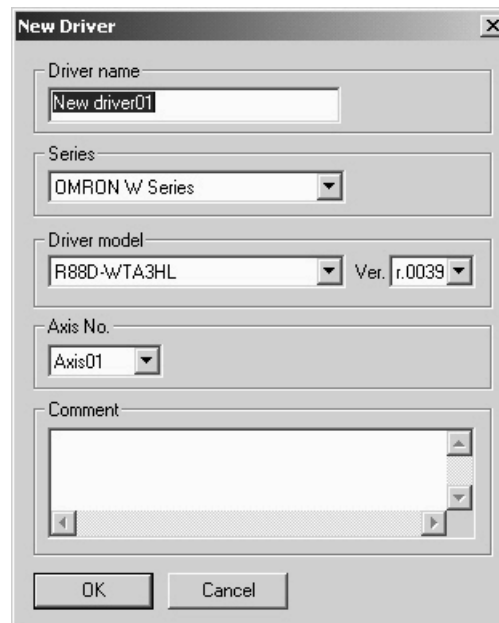 New Driver
Driver name
New driver01
Series
OMRON W Series
Driver model
R88D-WTA3HL Ver. r.0039
Axis No.
Axis01
Comment
OK Cancel